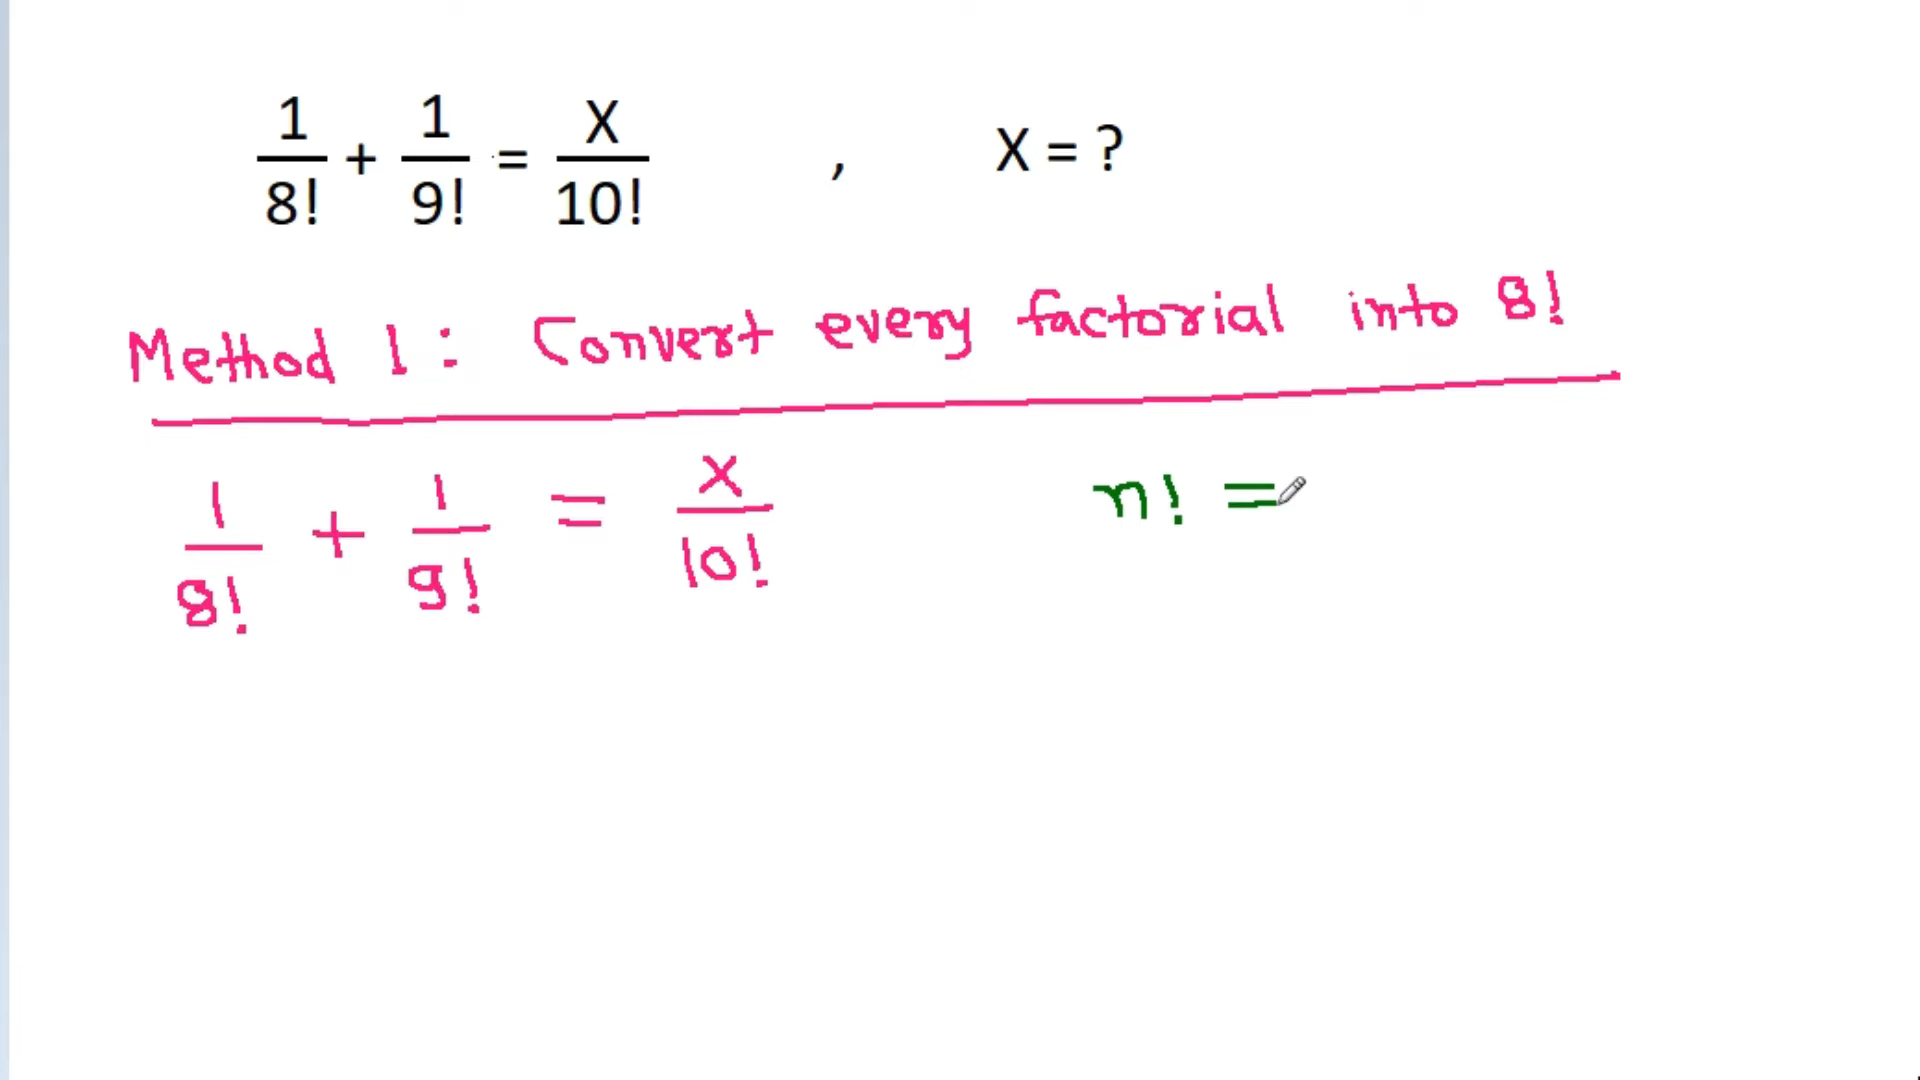 1/8! + 1/9! = X/10! , X = ?
Method 1: Convert every factorial into 8!
1/8! + 1/9! = x/10! n! =